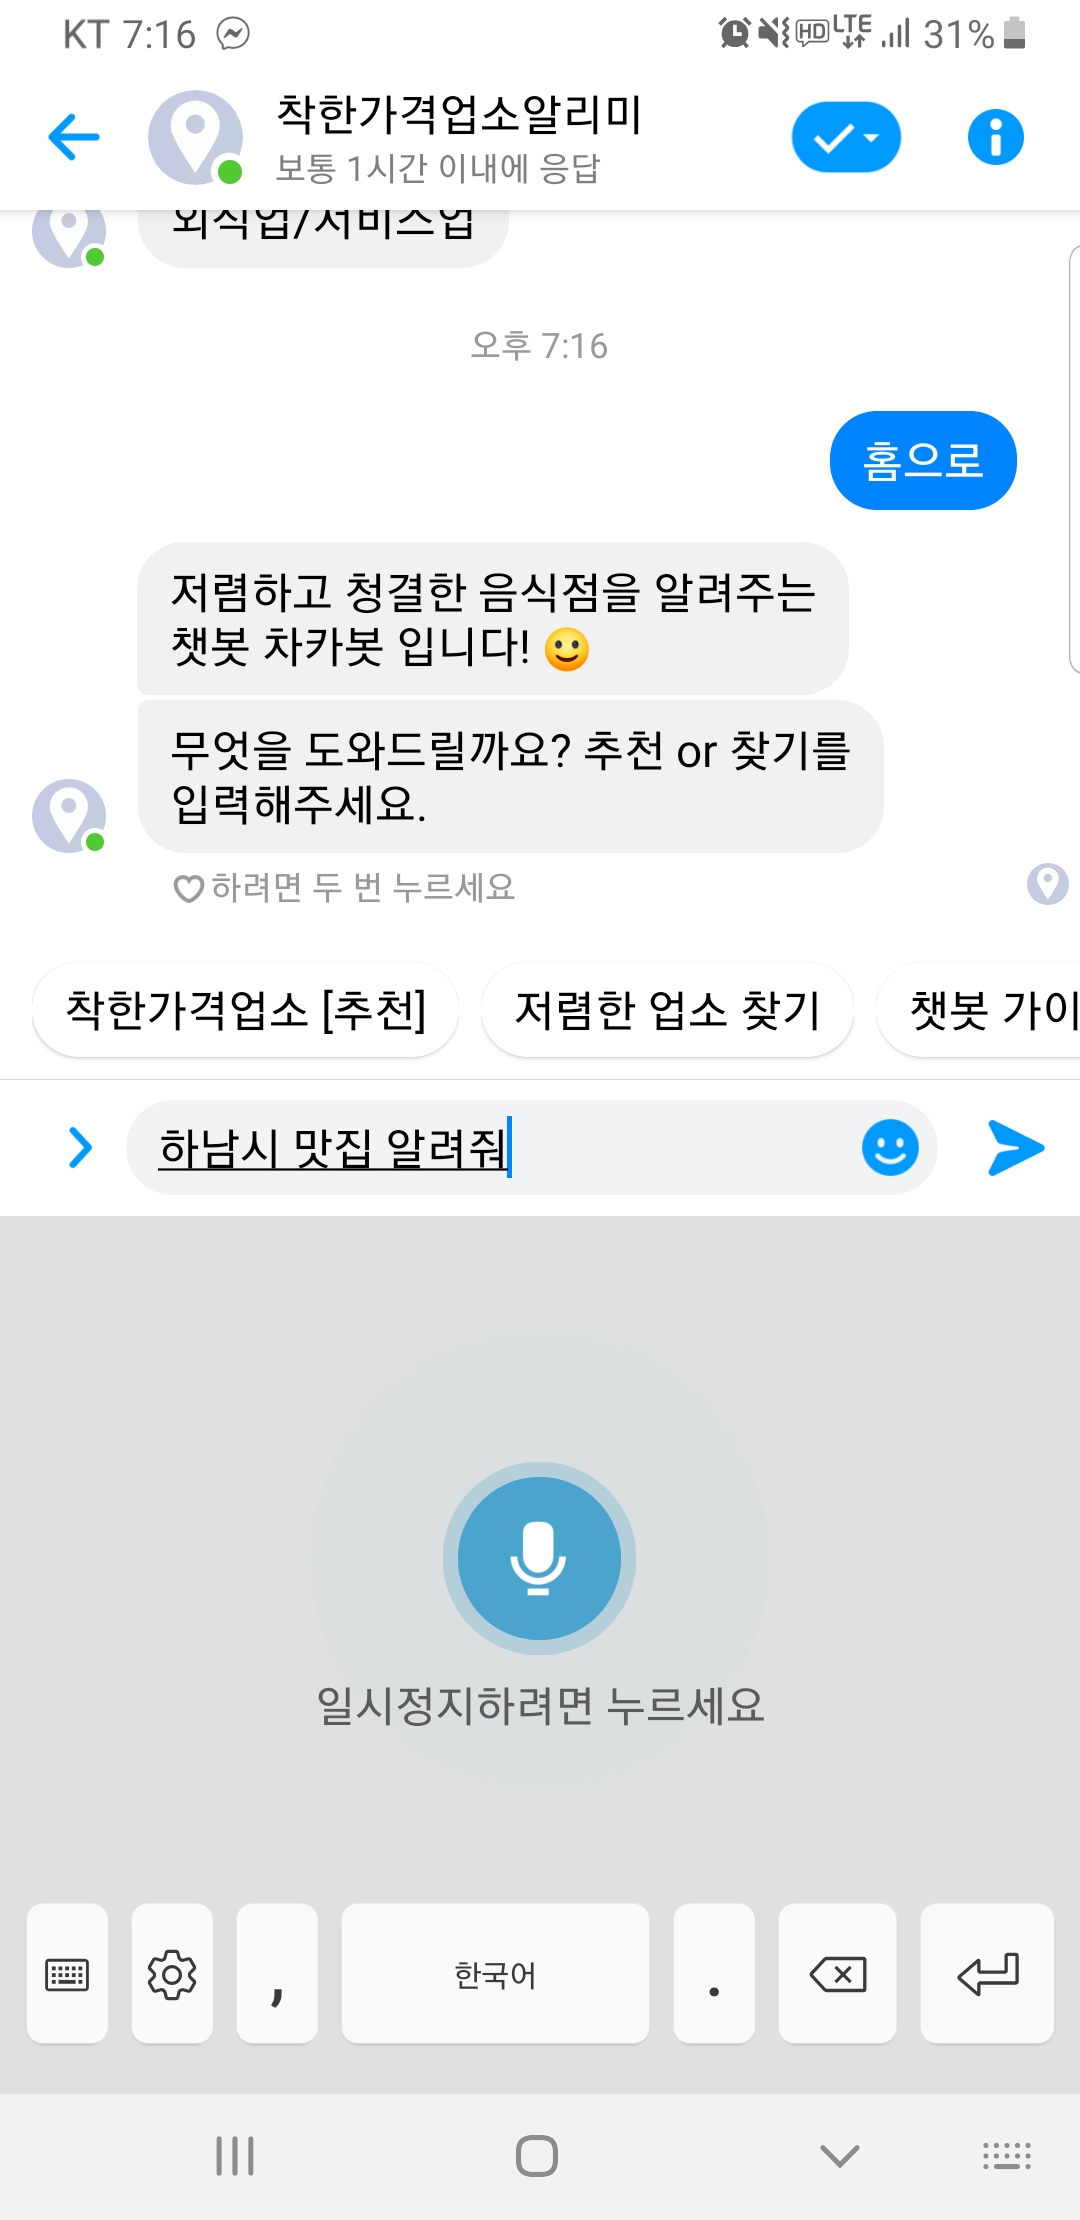 KT 7:16 HD LTE 31%
착한가격업소알리미
보통 1시간 이내에 응답
외식업/서비스업
오후 7:16
홈으로
저렴하고 청결한 음식점을 알려주는
챗봇 차카봇 입니다! 🙂
무엇을 도와드릴까요? 추천 or 찾기를
입력해주세요.
♡하려면 두 번 누르세요
착한가격업소 [추천] 저렴한 업소 찾기 챗봇 가이
하남시 맛집 알려줘
일시정지하려면 누르세요
, 한국어 .